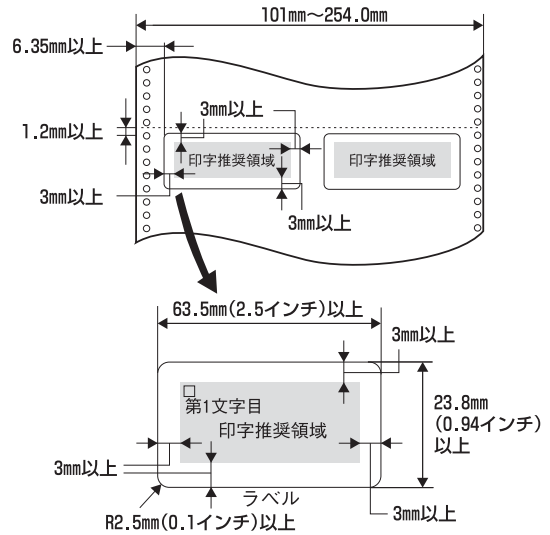 101mm～254.0mm
6.35mm以上
3mm以上
1.2mm以上
印字推奨領域
印字推奨領域
3mm以上
3mm以上
63.5mm(2.5インチ)以上
3mm以上
第1文字目
印字推奨領域
23.8mm
(0.94インチ)
以上
3mm以上
ラベル
3mm以上
R2.5mm(0.1インチ)以上